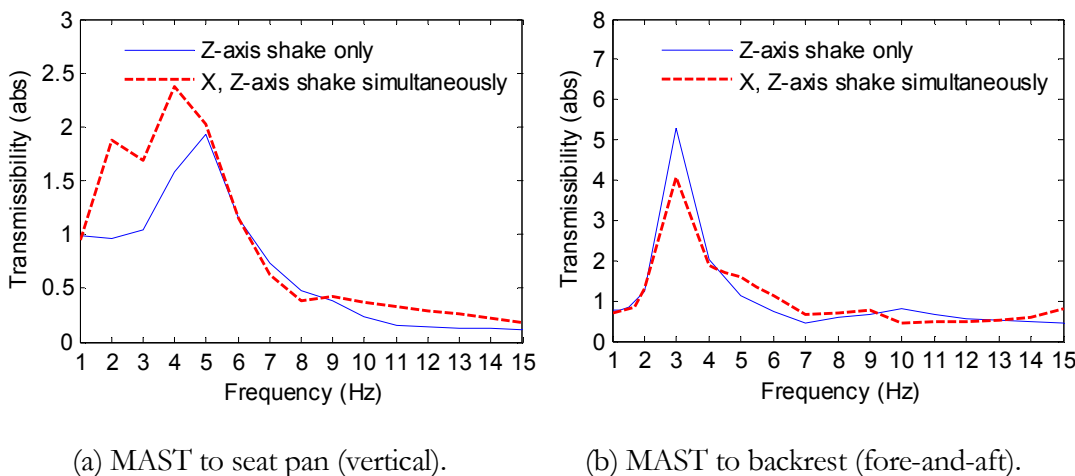 3
2.5
2
1.5
1
0.5
0
Transmissibility (abs)
Z-axis shake only
X, Z-axis shake simultaneously
1 2 3 4 5 6 7 8 9 10 11 12 13 14 15
Frequency (Hz)
(a) MAST to seat pan (vertical).
8
7
6
5
4
3
2
1
0
Transmissibility (abs)
Z-axis shake only
X, Z-axis shake simultaneously
1 2 3 4 5 6 7 8 9 10 11 12 13 14 15
Frequency (Hz)
(b) MAST to backrest (fore-and-aft).